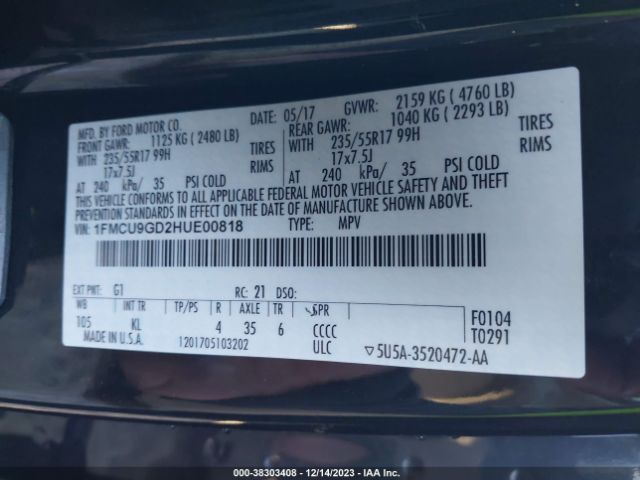 MFD. BY FORD MOTOR CO. DATE: 05/17 GVWR: 2159 KG ( 4760 LB)
FRONT GAWR: 1125 KG ( 2480 LB) REAR GAWR: 1040 KG ( 2293 LB)
WITH 235/55R17 99H TIRES WITH 235/55R17 99H TIRES
17x7.5J RIMS 17x7.5J RIMS
AT 240 kPa/ 35 PSI COLD AT 240 kPa/ 35 PSI COLD
THIS VEHICLE CONFORMS TO ALL APPLICABLE FEDERAL MOTOR VEHICLE SAFETY AND THEFT
PREVENTION STANDARDS IN EFFECT ON THE DATE OF MANUFACTURE SHOWN ABOVE.
VIN: 1FMCU9GD2HUE00818 TYPE: MPV
EXT PNT: G1 RC: 21 DSO:
WB INT TR TP/PS R AXLE TR SPR F0104
105 KL 4 35 6 CCCC T0291
MADE IN U.S.A. 1201705103202 ULC ▽5U5A-3520472-AA
000-38303408 - 12/14/2023 - IAA Inc.